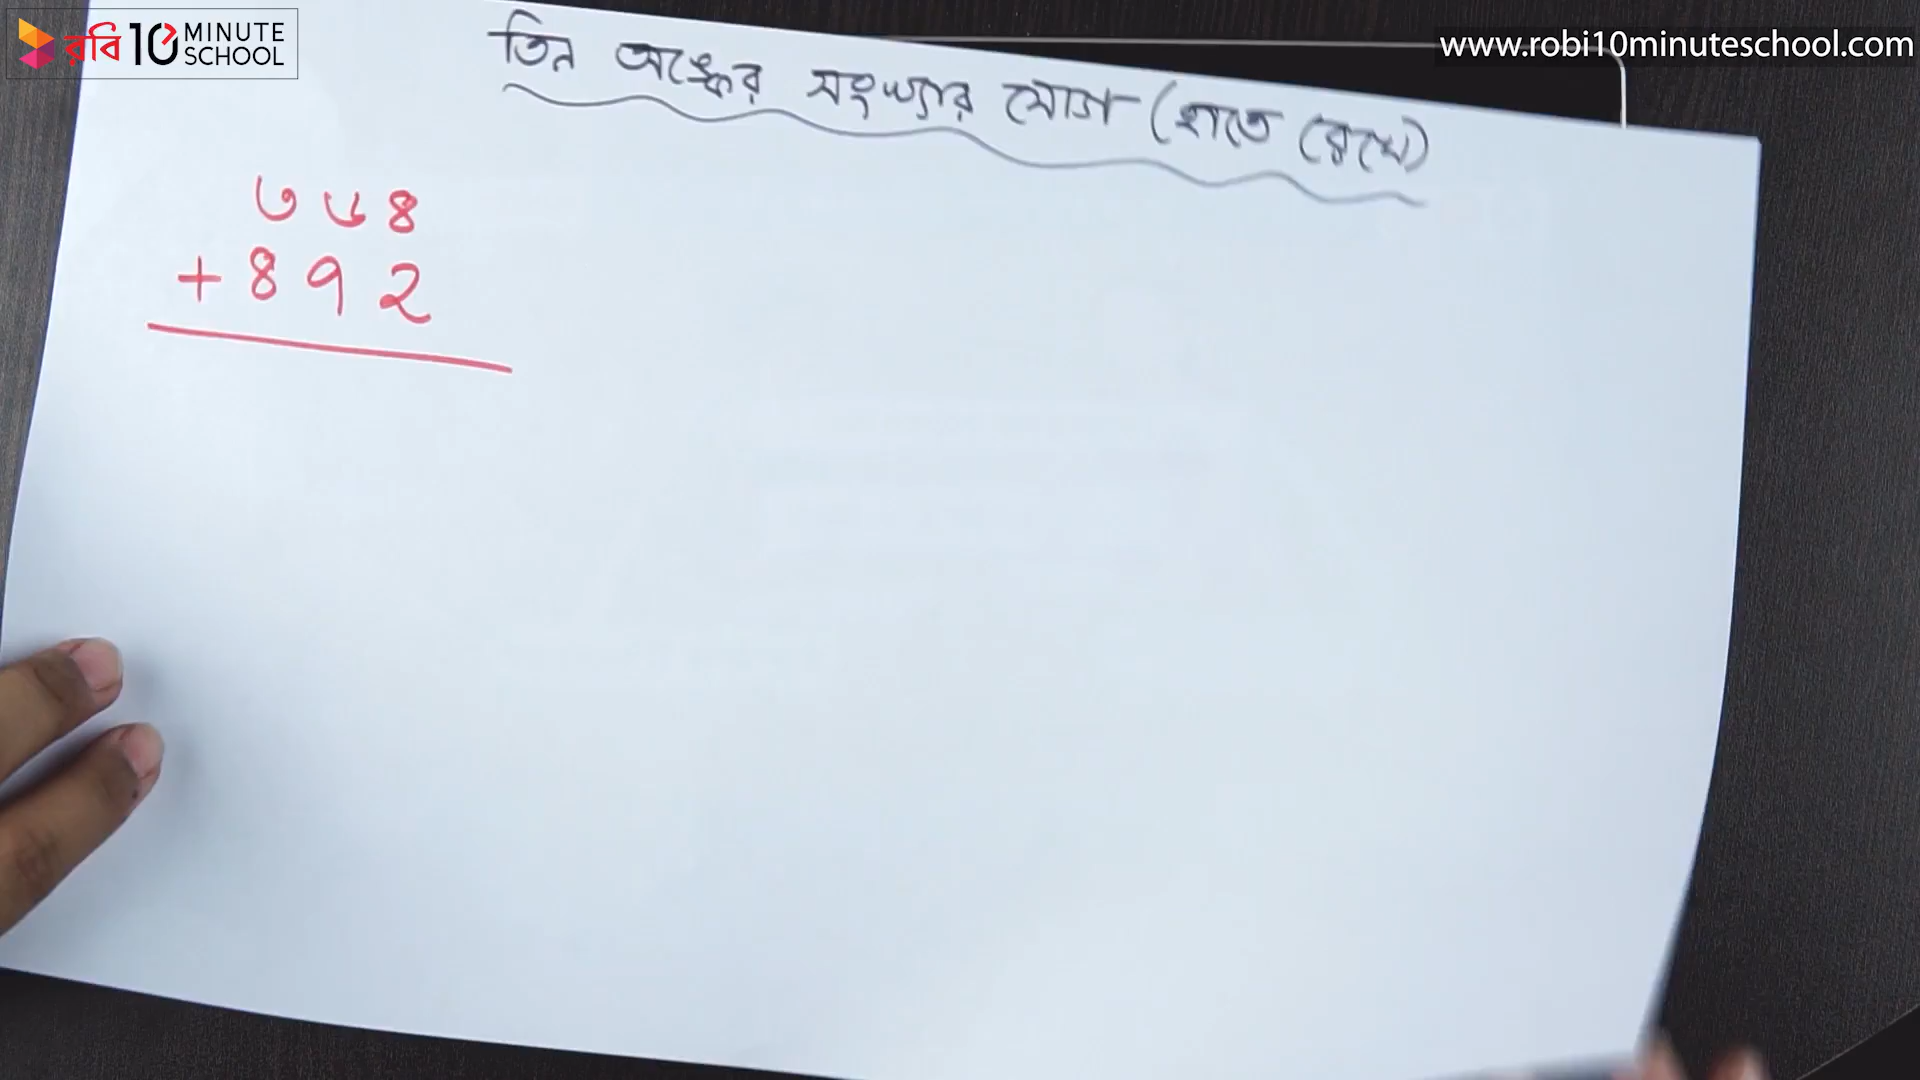 রবি 10 MINUTE SCHOOL
www.robi10minuteschool.com
তিন অঙ্কের সংখ্যার যোগ (হাতে রেখে)
৩৬৪
+ ৪৭২